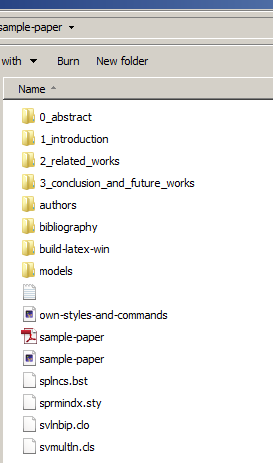 sample-paper
with Burn New folder
Name
0_abstract
1_introduction
2_related_works
3_conclusion_and_future_works
authors
bibliography
build-latex-win
models
own-styles-and-commands
sample-paper
sample-paper
splncs.bst
sprmindx.sty
svlnbip.clo
svmultln.cls